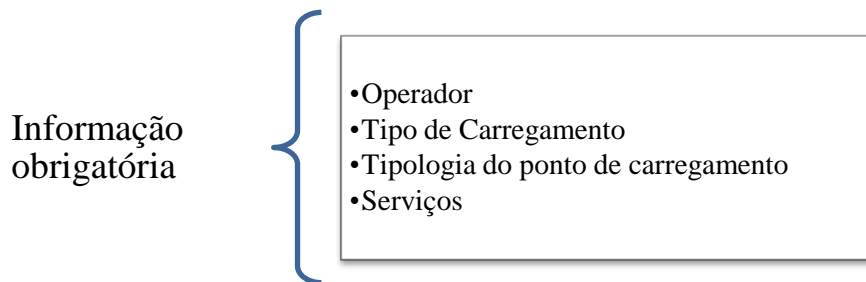 Informação
obrigatória
•Operador
•Tipo de Carregamento
•Tipologia do ponto de carregamento
•Serviços